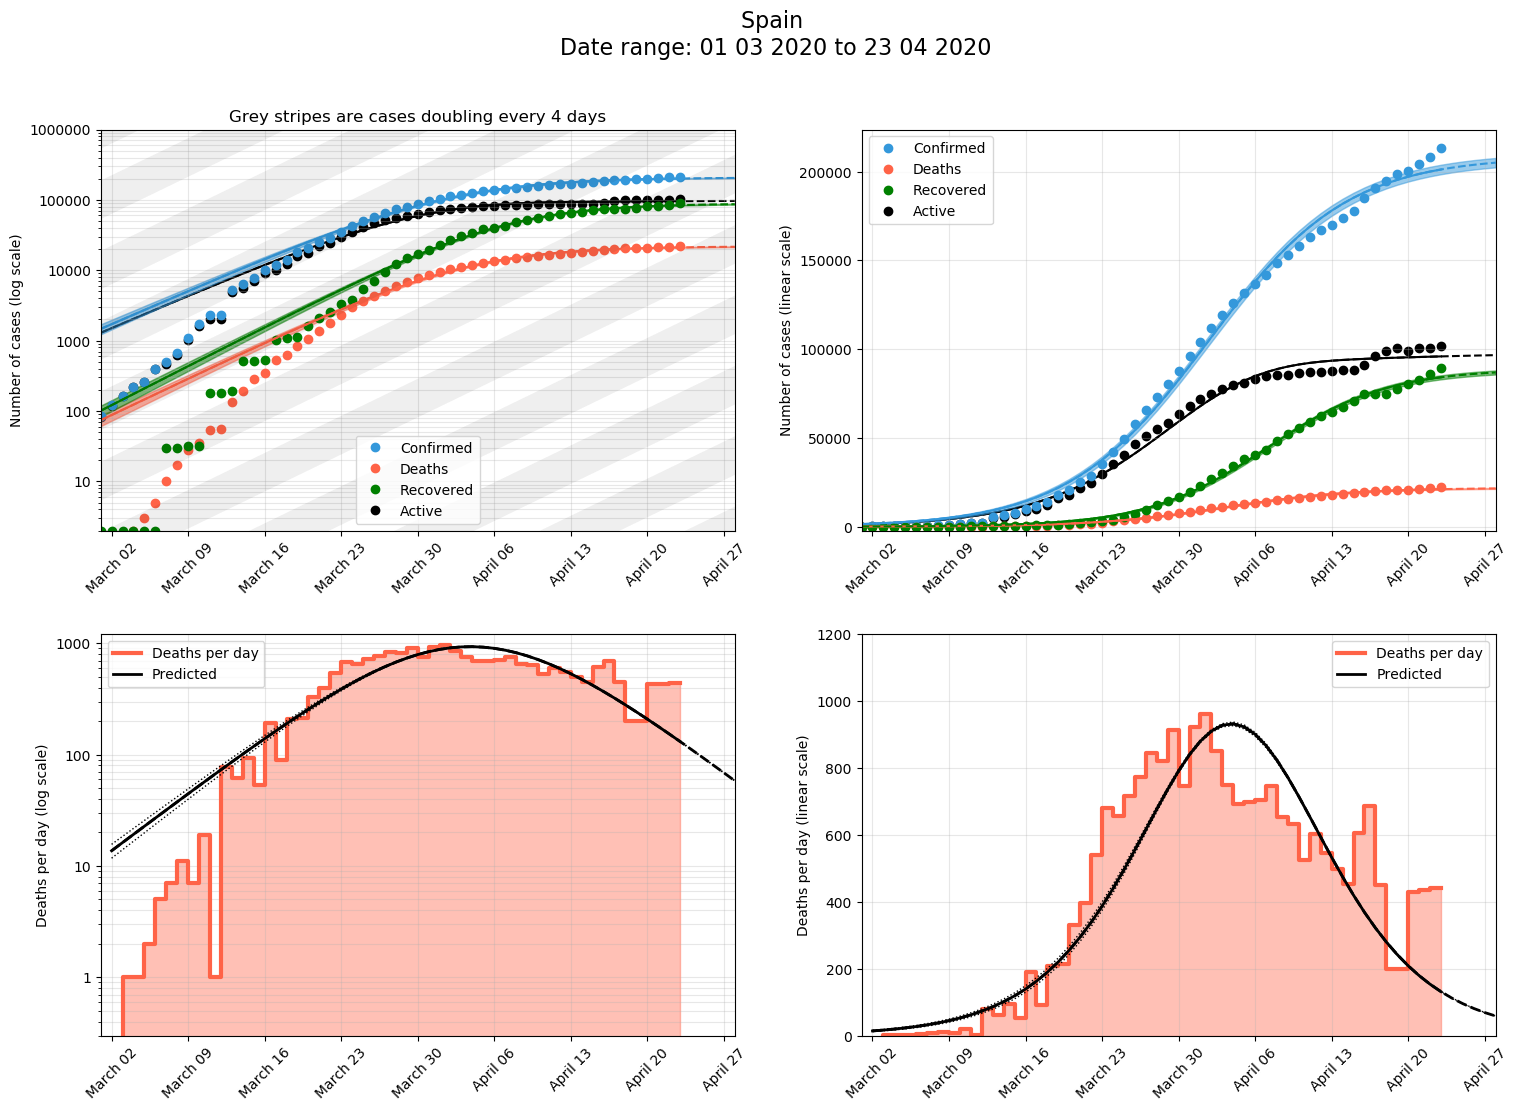 Spain
Date range: 01 03 2020 to 23 04 2020
Grey stripes are cases doubling every 4 days
Number of cases (log scale)
1000000
100000
10000
1000
100
10
Confirmed
Deaths
Recovered
Active
March 02
March 09
March 16
March 23
March 30
April 06
April 13
April 20
April 27
Number of cases (linear scale)
200000
150000
100000
50000
0
Confirmed
Deaths
Recovered
Active
March 02
March 09
March 16
March 23
March 30
April 06
April 13
April 20
April 27
Deaths per day (log scale)
1000
100
10
1
Deaths per day
Predicted
March 02
March 09
March 16
March 23
March 30
April 06
April 13
April 20
April 27
Deaths per day (linear scale)
1200
1000
800
600
400
200
0
Deaths per day
Predicted
March 02
March 09
March 16
March 23
March 30
April 06
April 13
April 20
April 27